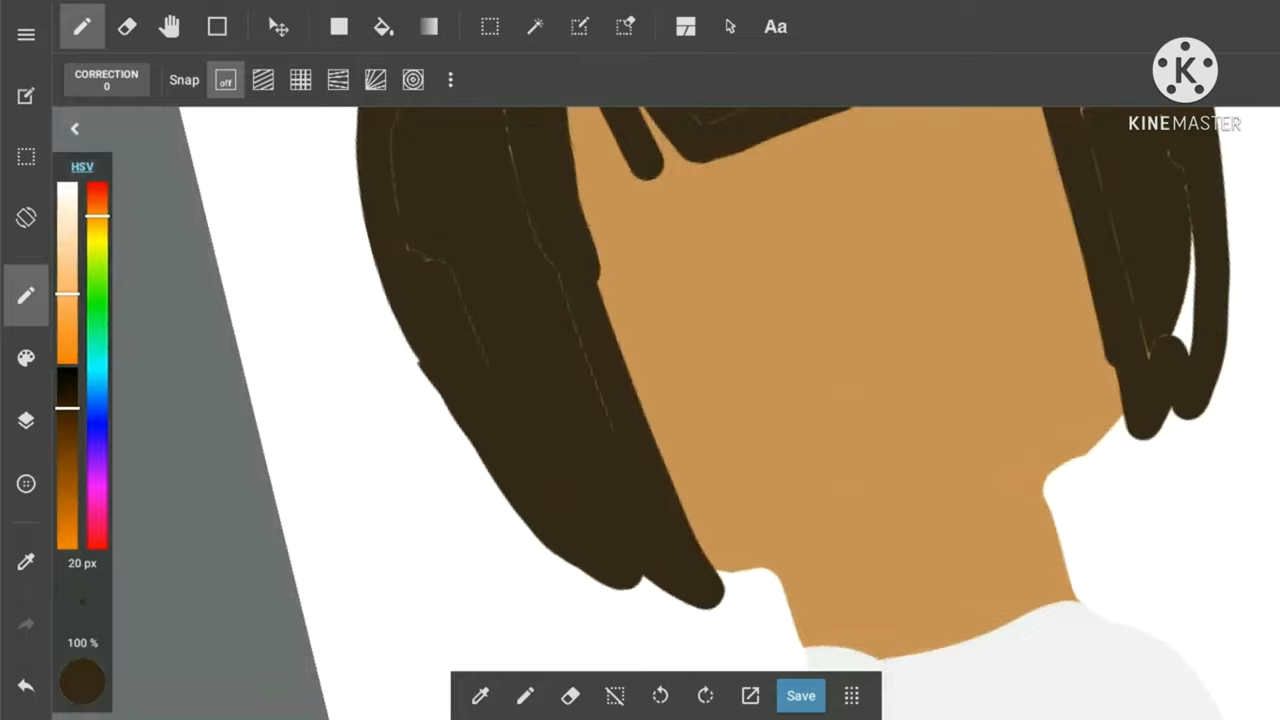 Aa
CORRECTION
0
Snap
off
K
KINEMASTER
HSV
20 px
100 %
Save